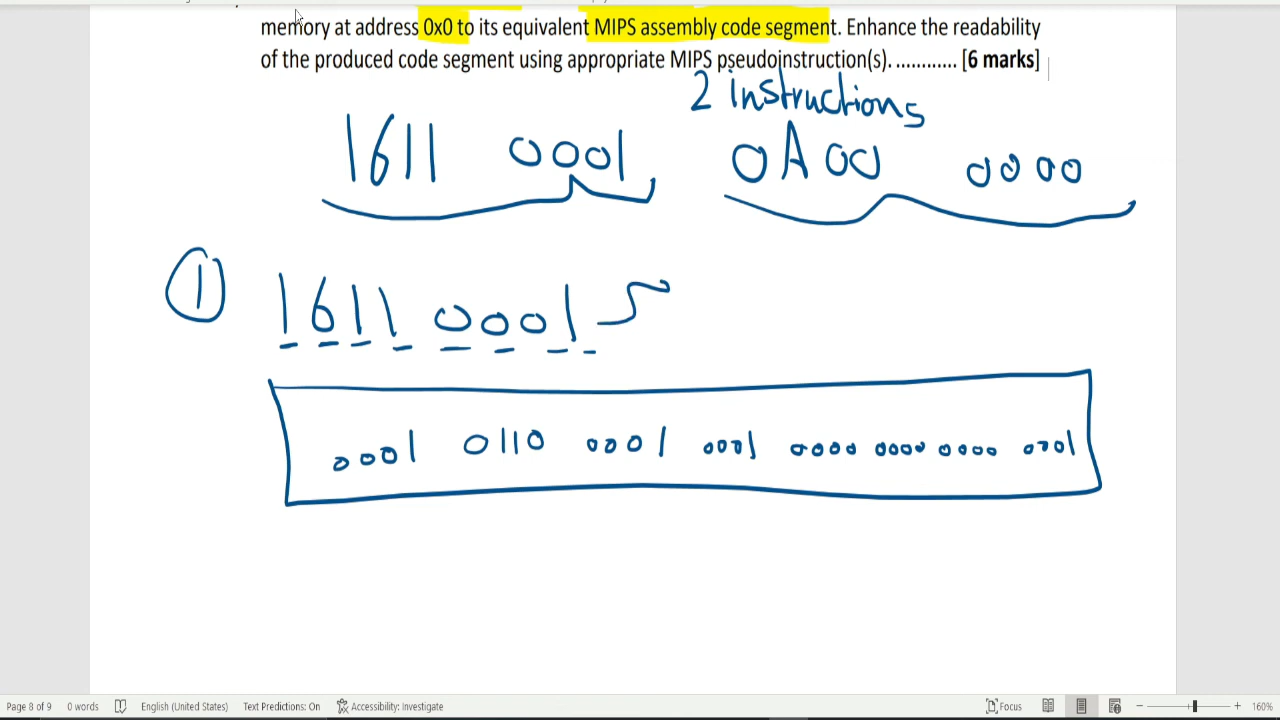 memory at address 0x0 to its equivalent MIPS assembly code segment. Enhance the readability
of the produced code segment using appropriate MIPS pseudoinstruction(s). ............ [6 marks]
2 instructions
1611 0001 0A00 0000
1 1611 0001
0001 0110 0001 0001 0000 0000 0000 0001
Page 8 of 9 0 words English (United States) Text Predictions: On Accessibility: Investigate Focus 160%